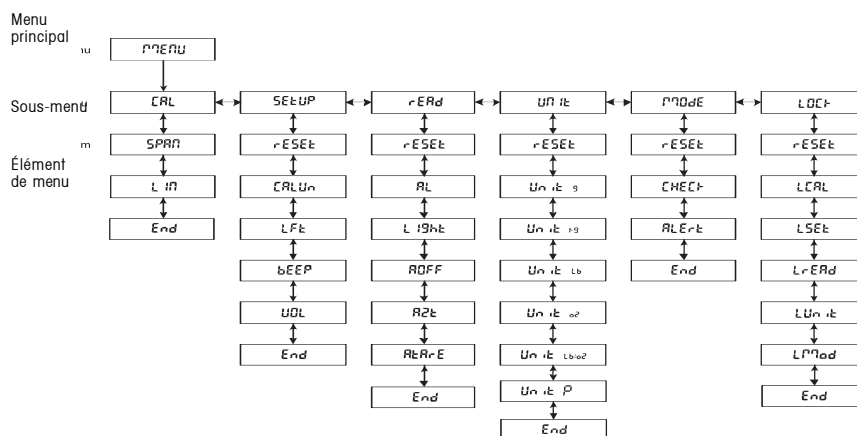 Menu
principal
nu
MENU
Sous-menu
CAL SEtUP rEAd UNIt MOdE LOCk
m
SPAN rESEt rESEt rESEt rESEt rESEt
Élément
de menu
LIN CALUn AL Unit g CHECk LCAL
End LFt LIGht Unit kg ALErt LSEt
bEEP AOFF Unit Lb End LrEAd
VOL AZt Unit oZ LUnit
End AtArE Unit Lb:oZ LMod
End Unit P End
End